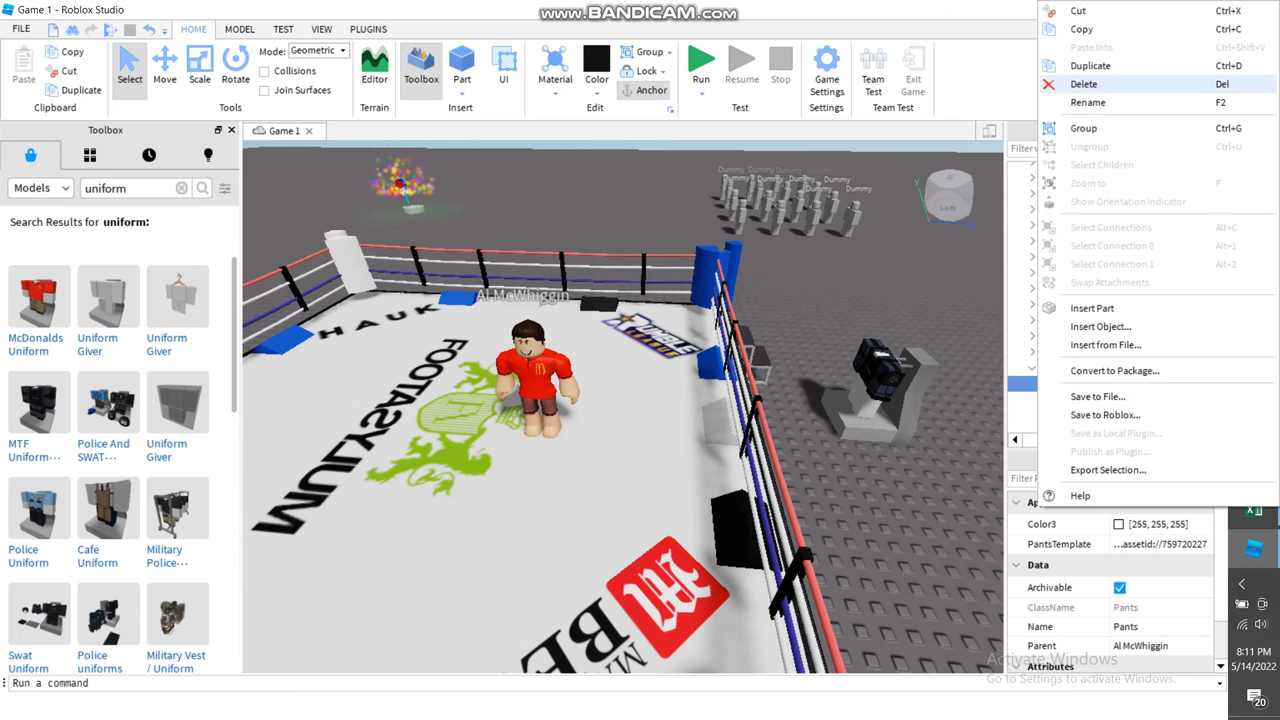 Game 1 - Roblox Studio
www.BANDICAM.com
FILE
HOME
MODEL
TEST
VIEW
PLUGINS
Paste
Copy
Cut
Duplicate
Clipboard
Select
Move
Scale
Rotate
Mode: Geometric
Collisions
Join Surfaces
Tools
Editor
Terrain
Toolbox
Part
UI
Insert
Material
Color
Group
Lock
Anchor
Edit
Run
Resume
Stop
Test
Game Settings
Settings
Team Test
Exit Game
Team Test
Toolbox
Game 1
Models
uniform
Search Results for uniform:
McDonalds Uniform
Uniform Giver
Uniform Giver
MTF Uniform···
Police And SWAT ···
Uniform Giver
Police Uniform
Cafe Uniform
Military Police···
Swat Uniform
Police uniforms
Military Vest / Uniform
Run a command
Dummy
Dummy
Dummy
Dummy
Dummy
Al McWhiggin
HAUK
RUMBLE LEAGUE
FOOTASYLUM
Filter w
Cut Ctrl+X
Copy Ctrl+C
Paste Into Ctrl+Shift+V
Duplicate Ctrl+D
Delete Del
Rename F2
Group Ctrl+G
Ungroup Ctrl+U
Select Children
Zoom to F
Show Orientation Indicator
Select Connections Alt+C
Select Connection 0 Alt+1
Select Connection 1 Alt+2
Swap Attachments
Insert Part
Insert Object...
Insert from File...
Convert to Package...
Save to File...
Save to Roblox...
Save as Local Plugin...
Publish as Plugin...
Export Selection...
Help
Filter P
Ap
Color3 [255, 255, 255]
PantsTemplate ...assetid://759720227
Data
Archivable
ClassName Pants
Name Pants
Parent Al McWhiggin
Attributes
Activate Windows
Go to Settings to activate Windows.
8:11 PM
5/14/2022
20